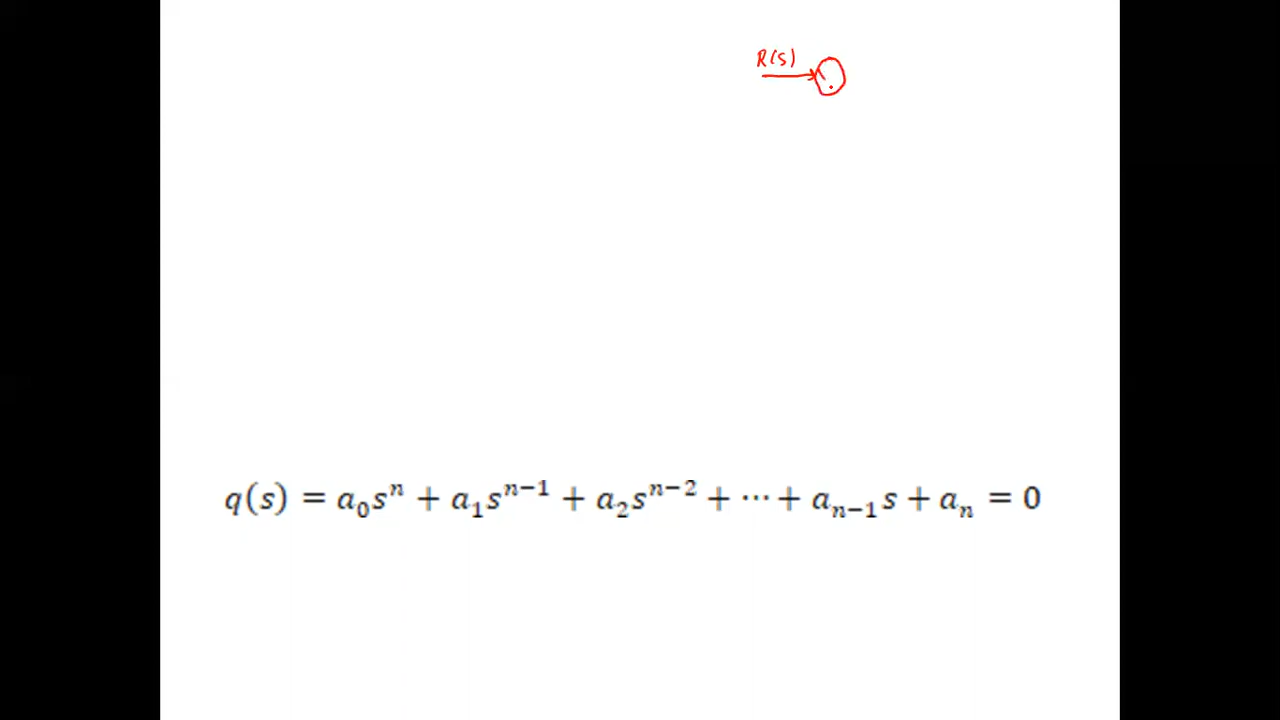 R(s)
q(s) = a₀sⁿ + a₁sⁿ⁻¹ + a₂sⁿ⁻² + ⋯ + aₙ₋₁s + aₙ = 0